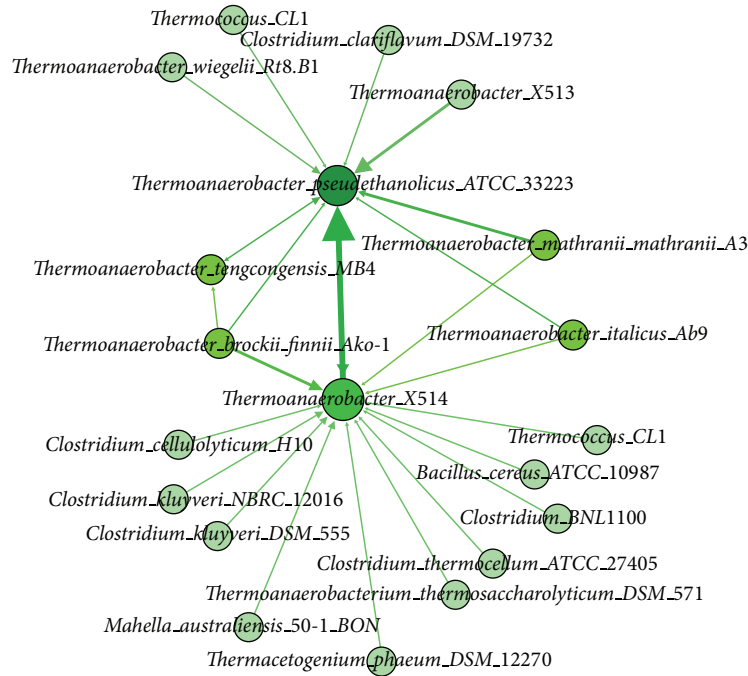 Thermococcus_CL1
Clostridium_clariflavum_DSM_19732
Thermoanaerobacter_wiegelii_Rt8.B1
Thermoanaerobacter_X513
Thermoanaerobacter_pseudethanolicus_ATCC_33223
Thermoanaerobacter_mathranii_mathranii_A3
Thermoanaerobacter_tengcongensis_MB4
Thermoanaerobacter_italicus_Ab9
Thermoanaerobacter_brockii_finnii_Ako-1
Thermoanaerobacter_X514
Thermococcus_CL1
Clostridium_cellulolyticum_H10
Bacillus_cereus_ATCC_10987
Clostridium_kluyveri_NBRC_12016
Clostridium_BNL1100
Clostridium_kluyveri_DSM_555
Clostridium_thermocellum_ATCC_27405
Thermoanaerobacterium_thermosaccharolyticum_DSM_571
Mahella_australiensis_50-1_BON
Thermacetogenium_phaeum_DSM_12270